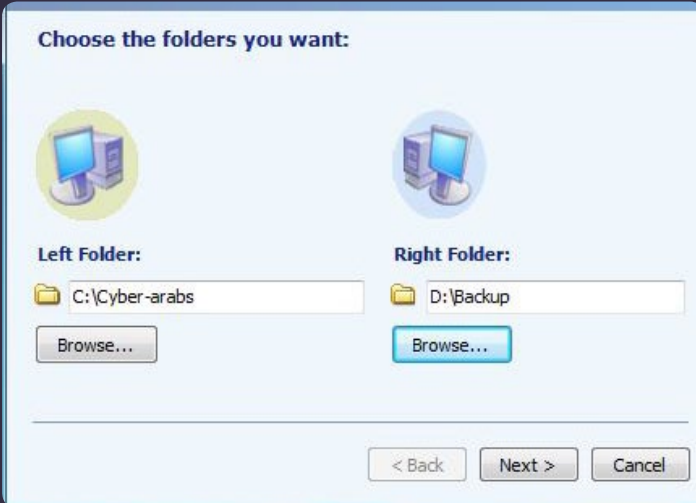 Choose the folders you want:
Left Folder:
Right Folder:
C:\Cyber-arabs
D:\Backup
Browse...
Browse...
< Back
Next >
Cancel